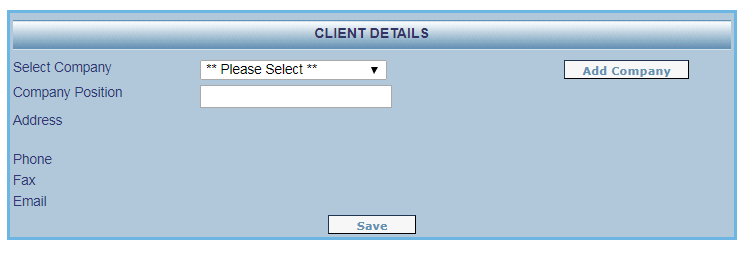 CLIENT DETAILS
Select Company ** Please Select ** Add Company
Company Position
Address
Phone
Fax
Email
Save